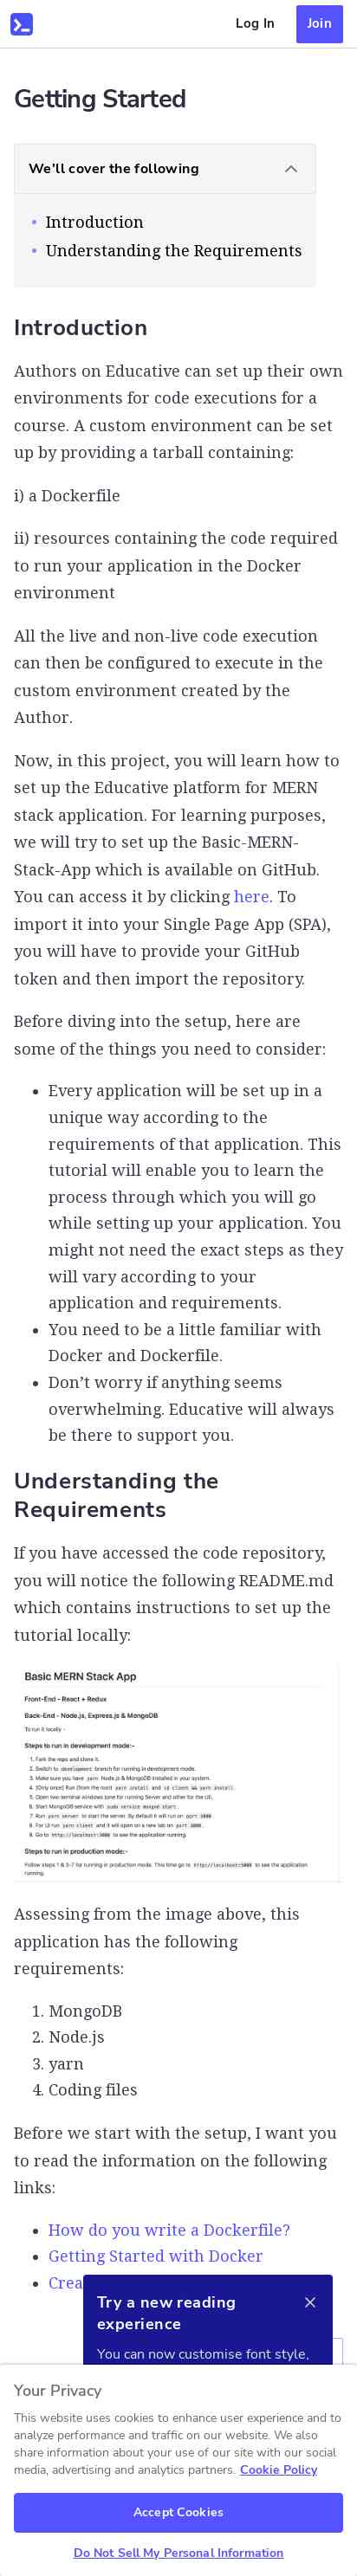 Log In
Join
Getting Started
We'll cover the following
Introduction
Understanding the Requirements
Introduction
Authors on Educative can set up their own
environments for code executions for a
course. A custom environment can be set
up by providing a tarball containing:
i) a Dockerfile
ii) resources containing the code required
to run your application in the Docker
environment
All the live and non-live code execution
can then be configured to execute in the
custom environment created by the
Author.
Now, in this project, you will learn how to
set up the Educative platform for MERN
stack application. For learning purposes,
we will try to set up the Basic-MERN-
Stack-App which is available on GitHub.
You can access it by clicking here. To
import it into your Single Page App (SPA),
you will have to provide your GitHub
token and then import the repository.
Before diving into the setup, here are
some of the things you need to consider:
• Every application will be set up in a
unique way according to the
requirements of that application. This
tutorial will enable you to learn the
process through which you will go
while setting up your application. You
might not need the exact steps as they
will vary according to your
application and requirements.
• You need to be a little familiar with
Docker and Dockerfile.
• Don't worry if anything seems
overwhelming. Educative will always
be there to support you.
Understanding the
Requirements
If you have accessed the code repository,
you will notice the following README.md
which contains instructions to set up the
tutorial locally:
Basic MERN Stack App
Front-End - React + Redux
Back-End - Node.js, Express.js & MongoDB
To run it locally -
Steps to run in development mode:-
1. Fork the repo and clone it.
2. Switch to development branch for running in development mode.
3. Make sure you have yarn Node.js & MongoDB installed in your system.
4. [Only once] Run (from the root) yarn install and cd client && yarn install.
5. Open two terminal windows tone for running Server and other for the UI).
6. Start MongoDB service with sudo service mongod start.
7. Run yarn server to start the server. By default it will run on port 3000.
8. For UI run yarn client and it will open on a new tab on port 3000.
9. Go to http://localhost:3000 to see the application running.
Steps to run in production mode:-
Follow steps 1 & 3-7 for running in production mode. This time go to http://localhost:5000 to see the application
running.
Assessing from the image above, this
application has the following
requirements:
1. MongoDB
2. Node.js
3. yarn
4. Coding files
Before we start with the setup, I want you
to read the information on the following
links:
• How do you write a Dockerfile?
• Getting Started with Docker
• Crea
Try a new reading
experience
You can now customise font style,
Your Privacy
This website uses cookies to enhance user experience and to
analyze performance and traffic on our website. We also
share information about your use of our site with our social
media, advertising and analytics partners. Cookie Policy
Accept Cookies
Do Not Sell My Personal Information